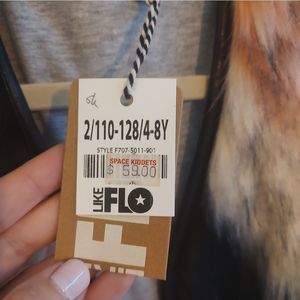 2/110-128/4-8Y
STYLE F707-5011-901
SPACE KIDDETS
$ 59.00
LIKE FLO